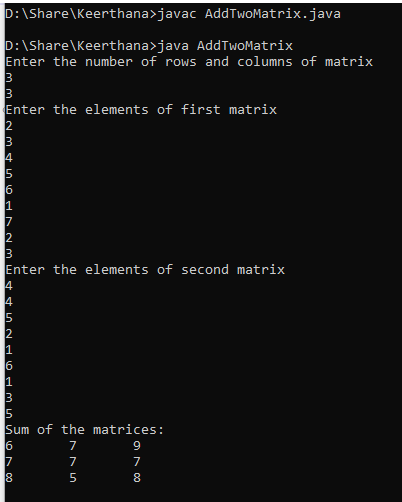 D:\Share\Keerthana>javac AddTwoMatrix.java
D:\Share\Keerthana>java AddTwoMatrix
Enter the number of rows and columns of matrix
3
3
Enter the elements of first matrix
2
3
4
5
6
1
7
2
3
Enter the elements of second matrix
4
4
5
2
1
6
1
3
5
Sum of the matrices:
6 7 9
7 7 7
8 5 8